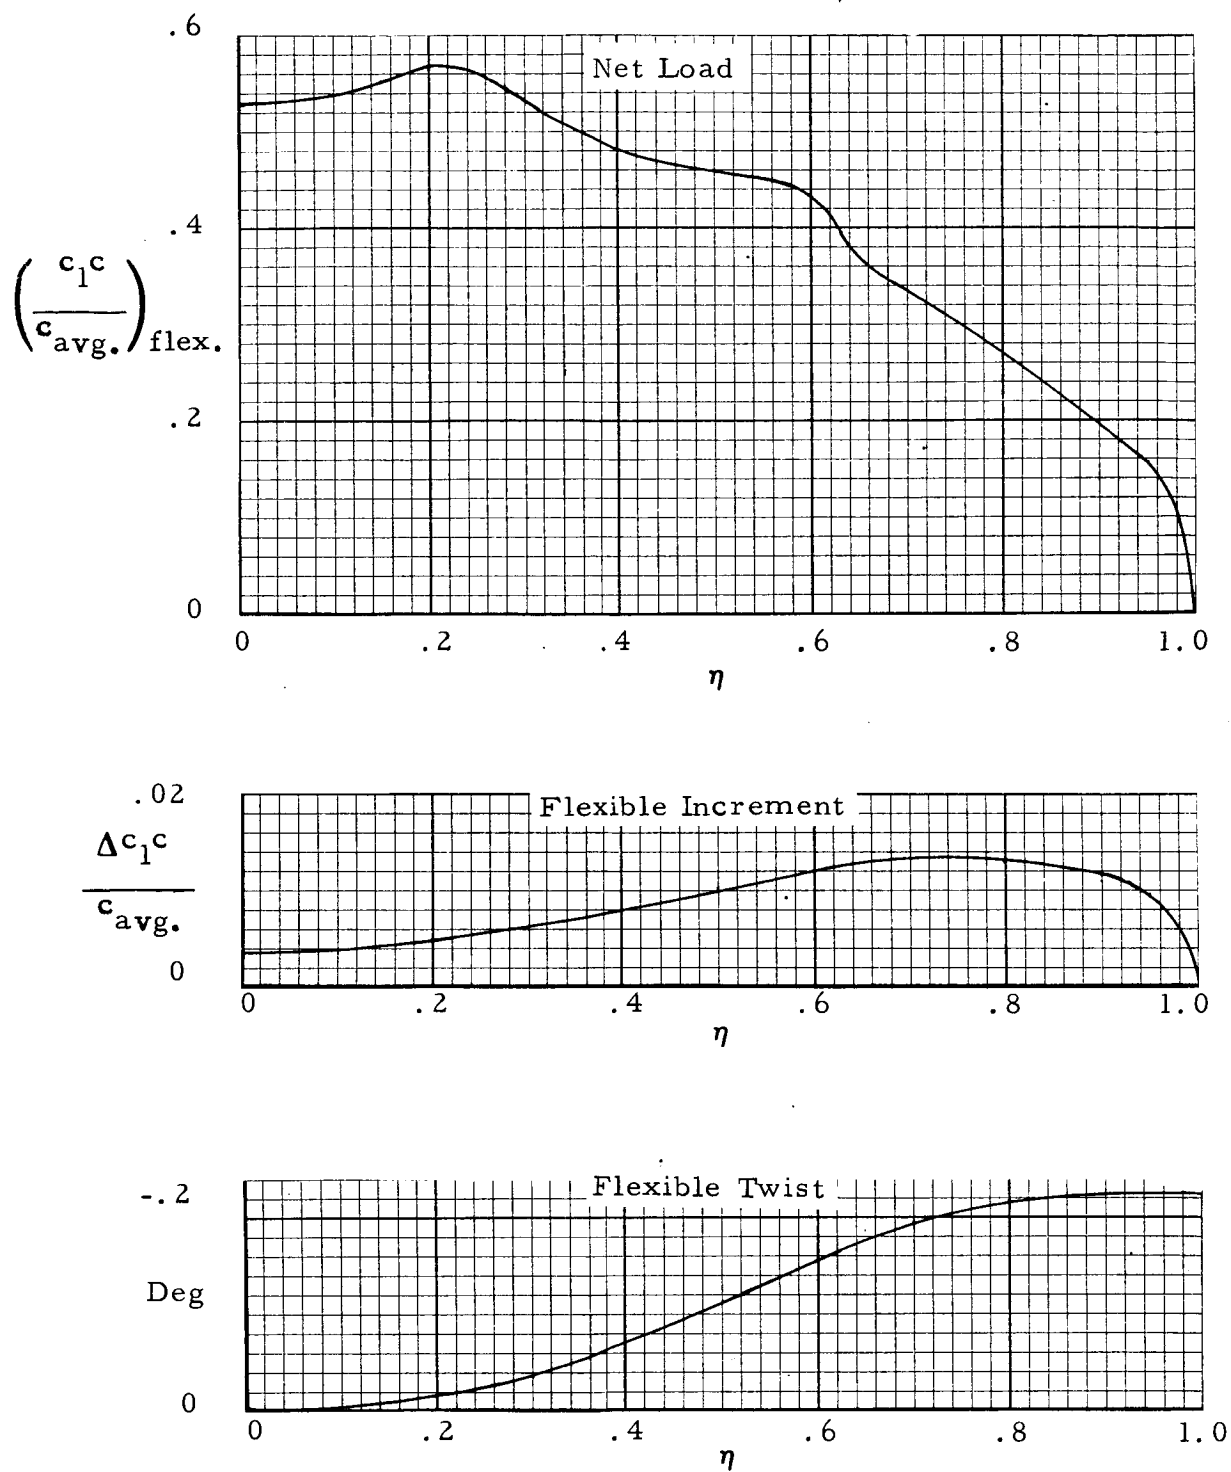 .6
Net Load
.4
(c₁c / c avg.) flex.
.2
0
0 .2 .4 .6 .8 1.0
η
.02
Flexible Increment
Δc₁c / c avg.
0
0 .2 .4 .6 .8 1.0
η
-.2
Flexible Twist
Deg
0
0 .2 .4 .6 .8 1.0
η